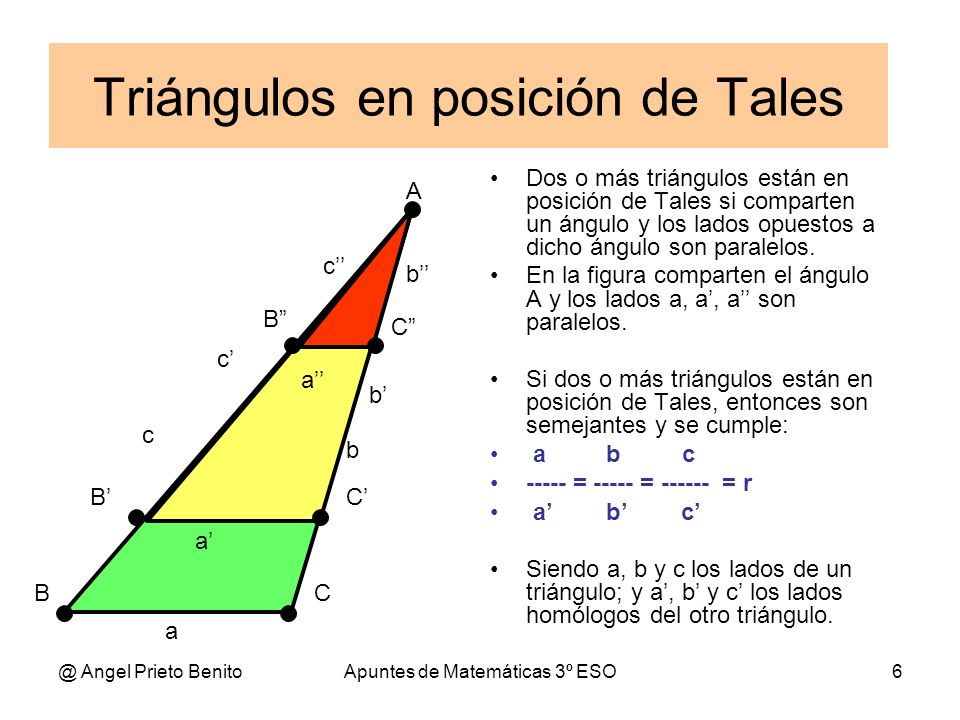 Triángulos en posición de Tales
A
c’’
b’’
B”
C”
c’
a’’
b’
c
b
B’
C’
a’
B
C
a
• Dos o más triángulos están en
posición de Tales si comparten
un ángulo y los lados opuestos a
dicho ángulo son paralelos.
• En la figura comparten el ángulo
A y los lados a, a’, a’’ son
paralelos.
• Si dos o más triángulos están en
posición de Tales, entonces son
semejantes y se cumple:
• a b c
• ----- = ----- = ------ = r
• a’ b’ c’
• Siendo a, b y c los lados de un
triángulo; y a’, b’ y c’ los lados
homólogos del otro triángulo.
@ Angel Prieto Benito
Apuntes de Matemáticas 3º ESO
6